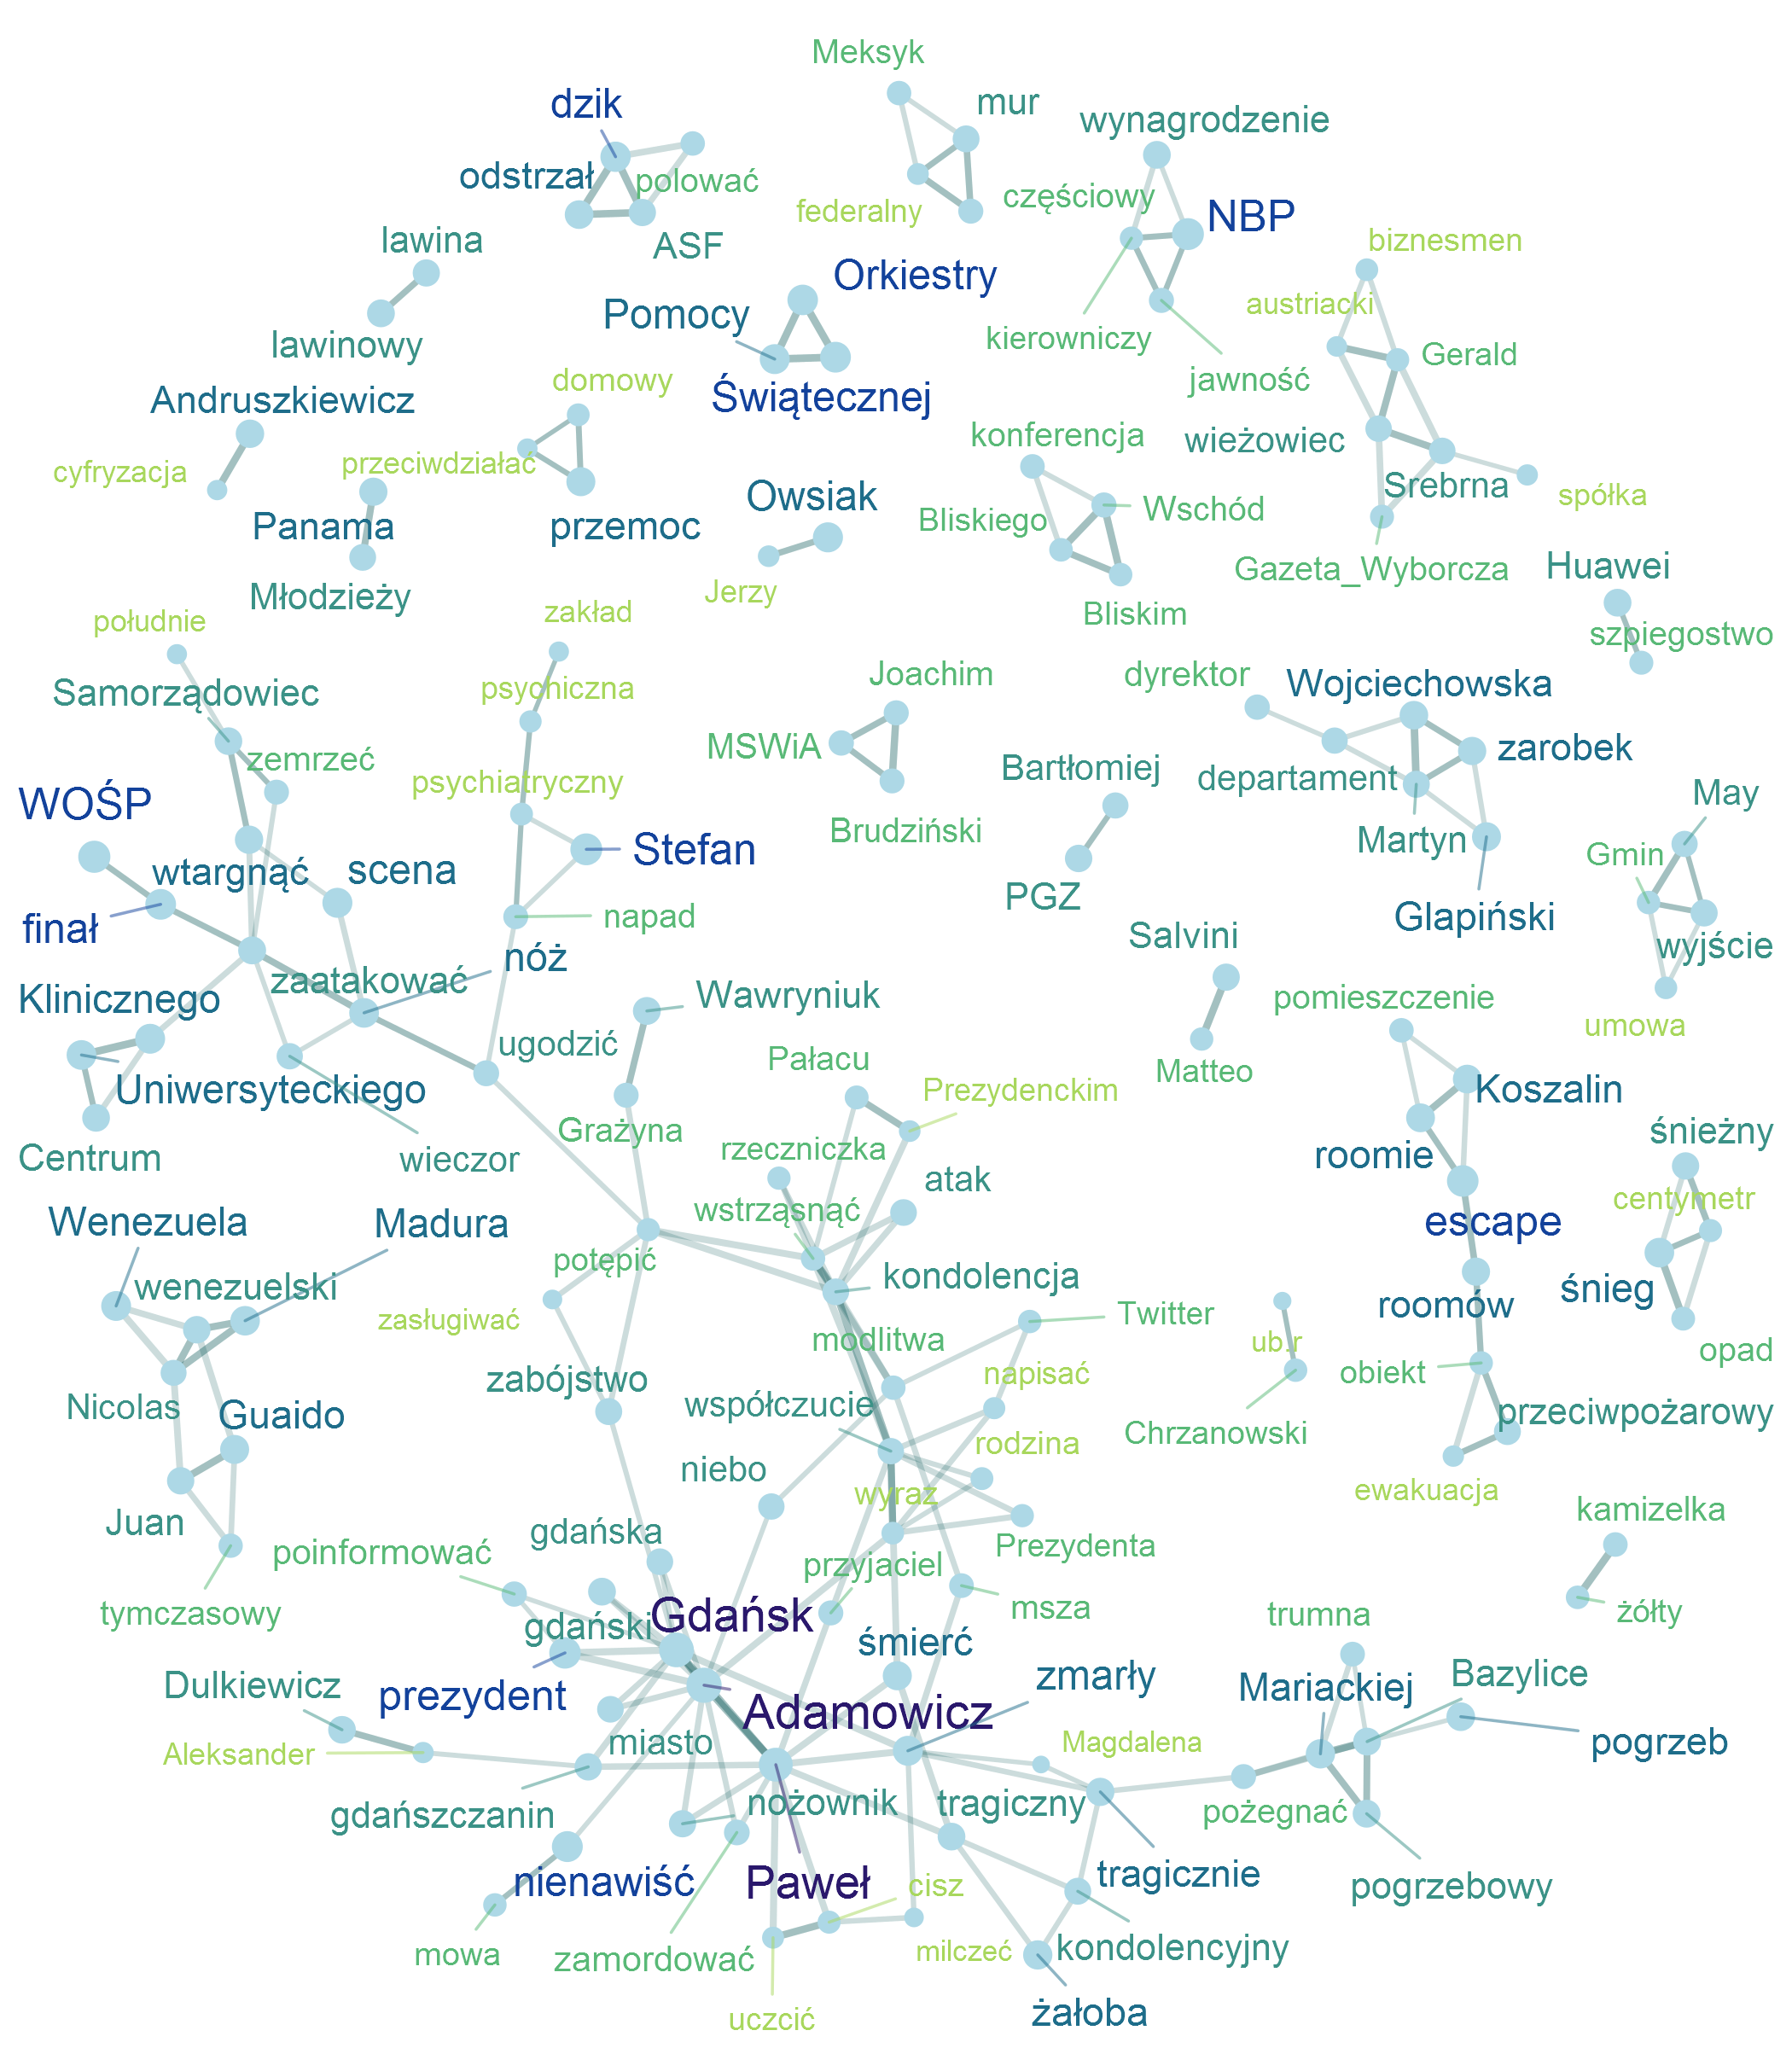 Meksyk
dzik
mur
wynagrodzenie
odstrzał
polować
częściowy
federalny
NBP
lawina
ASF
biznesmen
Orkiestry
austriacki
Pomocy
kierowniczy
lawinowy
Gerald
domowy
jawność
Andruszkiewicz
Świątecznej
konferencja
wieżowiec
cyfryzacja
przeciwdziałać
Owsiak
Srebrna
spółka
Panama
przemoc
Bliskiego
Wschód
Gazeta_Wyborcza
Huawei
Młodzieży
Jerzy
południe
zakład
Bliskim
szpiegostwo
Samorządowiec
psychiczna
Joachim
dyrektor
Wojciechowska
MSWiA
zemrzeć
zarobek
Bartłomiej
psychiatryczny
departament
May
WOŚP
Brudziński
Martyn
Stefan
Gmin
wtargnąć
scena
PGZ
finał
napad
Glapiński
Salvini
wyjście
nóż
zaatakować
Klinicznego
Wawryniuk
pomieszczenie
umowa
ugodzić
Pałacu
Matteo
Uniwersyteckiego
Prezydenckim
Koszalin
Grażyna
śnieżny
Centrum
wieczor
rzeczniczka
roomie
atak
centymetr
wstrząsnąć
Wenezuela
Madura
escape
potępić
kondolencja
wenezuelski
śnieg
zasługiwać
Twitter
roomów
modlitwa
ub.r
opad
zabójstwo
napisać
obiekt
Nicolas
Guaido
współczucie
przeciwpożarowy
Chrzanowski
rodzina
niebo
wyraz
ewakuacja
kamizelka
Juan
gdańska
poinformować
Prezydenta
przyjaciel
tymczasowy
Gdańsk
msza
trumna
żółty
gdański
śmierć
Dulkiewicz
zmarły
Mariackiej
Bazylice
prezydent
Adamowicz
Aleksander
miasto
Magdalena
pogrzeb
gdańszczanin
nożownik
tragiczny
pożegnać
nienawiść
Paweł
cisz
tragicznie
pogrzebowy
mowa
zamordować
milczeć
kondolencyjny
uczcić
żałoba